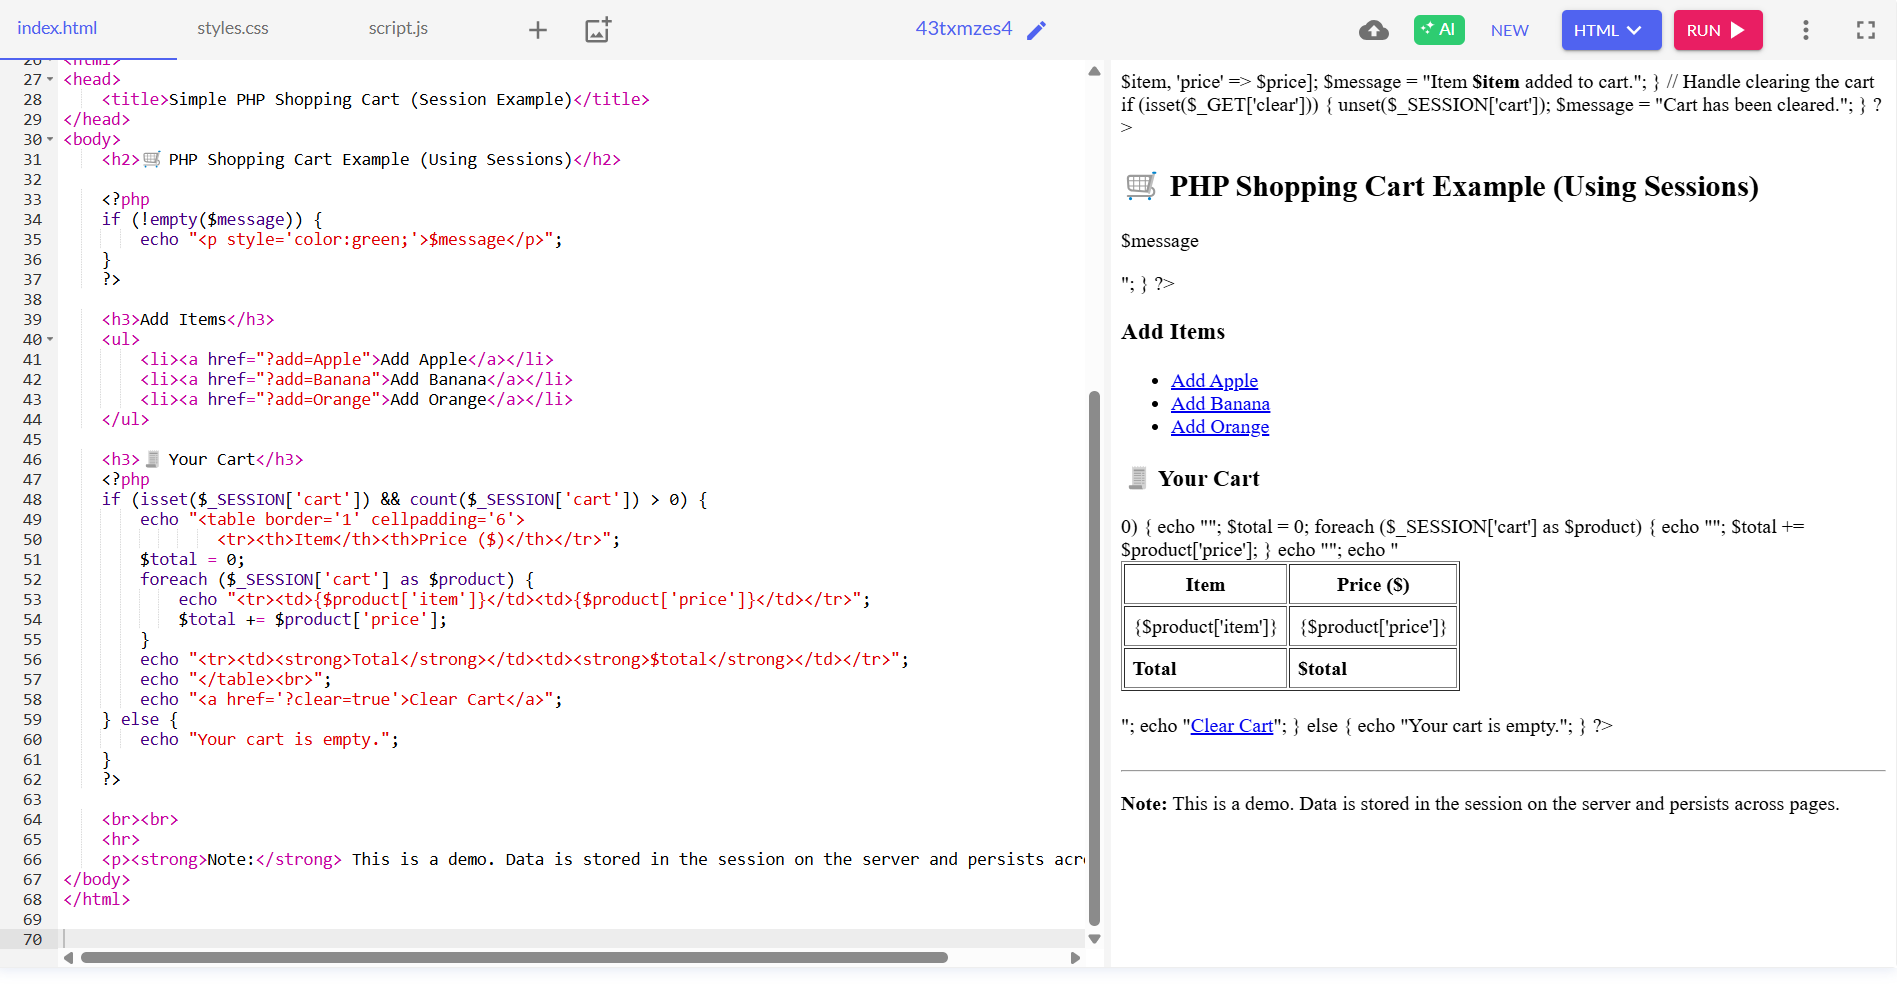 index.html
styles.css
script.js
43txmzes4
AI
NEW
HTML
RUN
26 <html>
27 <head>
28 <title>Simple PHP Shopping Cart (Session Example)</title>
29 </head>
30 <body>
31 <h2>🛒 PHP Shopping Cart Example (Using Sessions)</h2>
32
33 <?php
34 if (!empty($message)) {
35 echo "<p style='color:green;'>$message</p>";
36 }
37 ?>
38
39 <h3>Add Items</h3>
40 <ul>
41 <li><a href="?add=Apple">Add Apple</a></li>
42 <li><a href="?add=Banana">Add Banana</a></li>
43 <li><a href="?add=Orange">Add Orange</a></li>
44 </ul>
45
46 <h3>🧾 Your Cart</h3>
47 <?php
48 if (isset($_SESSION['cart']) && count($_SESSION['cart']) > 0) {
49 echo "<table border='1' cellpadding='6'>
50 <tr><th>Item</th><th>Price ($)</th></tr>";
51 $total = 0;
52 foreach ($_SESSION['cart'] as $product) {
53 echo "<tr><td>{$product['item']}</td><td>{$product['price']}</td></tr>";
54 $total += $product['price'];
55 }
56 echo "<tr><td><strong>Total</strong></td><td><strong>$total</strong></td></tr>";
57 echo "</table><br>";
58 echo "<a href='?clear=true'>Clear Cart</a>";
59 } else {
60 echo "Your cart is empty.";
61 }
62 ?>
63
64 <br><br>
65 <hr>
66 <p><strong>Note:</strong> This is a demo. Data is stored in the session on the server and persists acr
67 </body>
68 </html>
69
70
$item, 'price' => $price]; $message = "Item $item added to cart."; } // Handle clearing the cart
if (isset($_GET['clear'])) { unset($_SESSION['cart']); $message = "Cart has been cleared."; } ?
>
🛒 PHP Shopping Cart Example (Using Sessions)
$message
"; } ?>
Add Items
• Add Apple
• Add Banana
• Add Orange
🧾 Your Cart
0) { echo ""; $total = 0; foreach ($_SESSION['cart'] as $product) { echo ""; $total +=
$product['price']; } echo ""; echo "
Item Price ($)
{$product['item']} {$product['price']}
Total $total
"; echo "Clear Cart"; } else { echo "Your cart is empty."; } ?>
Note: This is a demo. Data is stored in the session on the server and persists across pages.